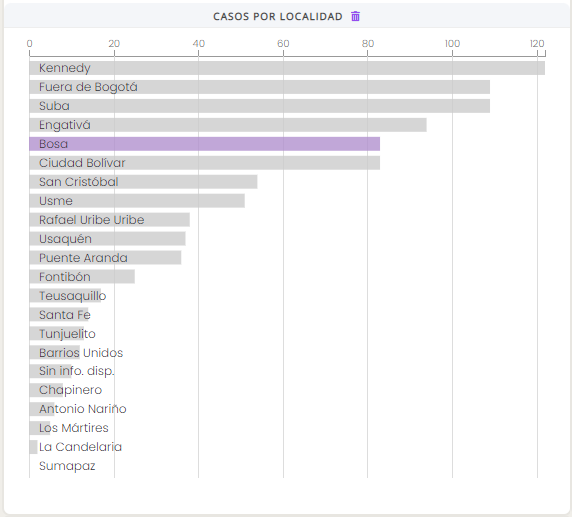 CASOS POR LOCALIDAD
0 20 40 60 80 100 120
Kennedy
Fuera de Bogotá
Suba
Engativá
Bosa
Ciudad Bolívar
San Cristóbal
Usme
Rafael Uribe Uribe
Usaquén
Puente Aranda
Fontibón
Teusaquillo
Santa Fe
Tunjuelito
Barrios Unidos
Sin info. disp.
Chapinero
Antonio Nariño
Los Mártires
La Candelaria
Sumapaz